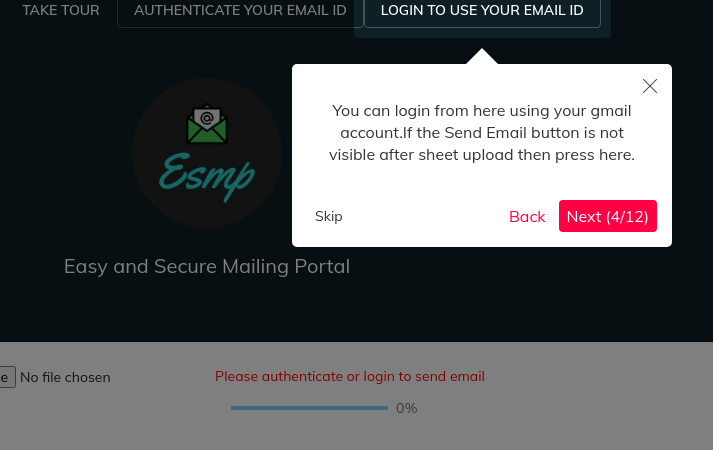 TAKE TOUR
AUTHENTICATE YOUR EMAIL ID
LOGIN TO USE YOUR EMAIL ID
You can login from here using your gmail
account.If the Send Email button is not
visible after sheet upload then press here.
Skip
Back
Next (4/12)
@
Esmp
Easy and Secure Mailing Portal
e
No file chosen
Please authenticate or login to send email
0%